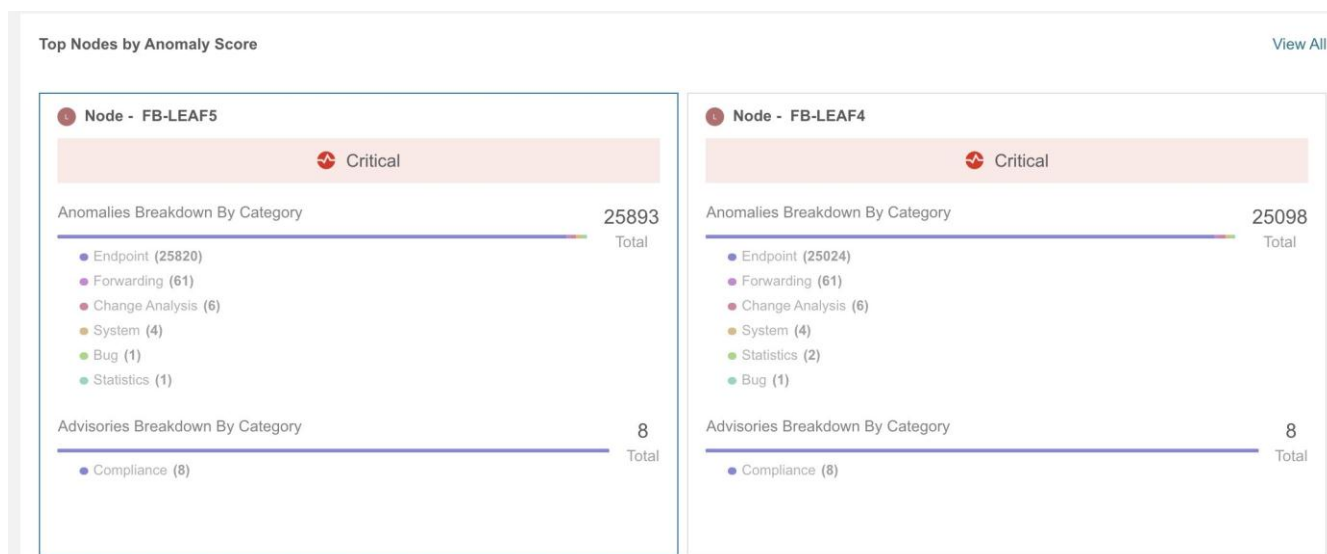 Top Nodes by Anomaly Score
View All
L
Node - FB-LEAF5
Critical
Anomalies Breakdown By Category
25893
Total
Endpoint (25820)
Forwarding (61)
Change Analysis (6)
System (4)
Bug (1)
Statistics (1)
Advisories Breakdown By Category
8
Total
Compliance (8)
L
Node - FB-LEAF4
Critical
Anomalies Breakdown By Category
25098
Total
Endpoint (25024)
Forwarding (61)
Change Analysis (6)
System (4)
Statistics (2)
Bug (1)
Advisories Breakdown By Category
8
Total
Compliance (8)